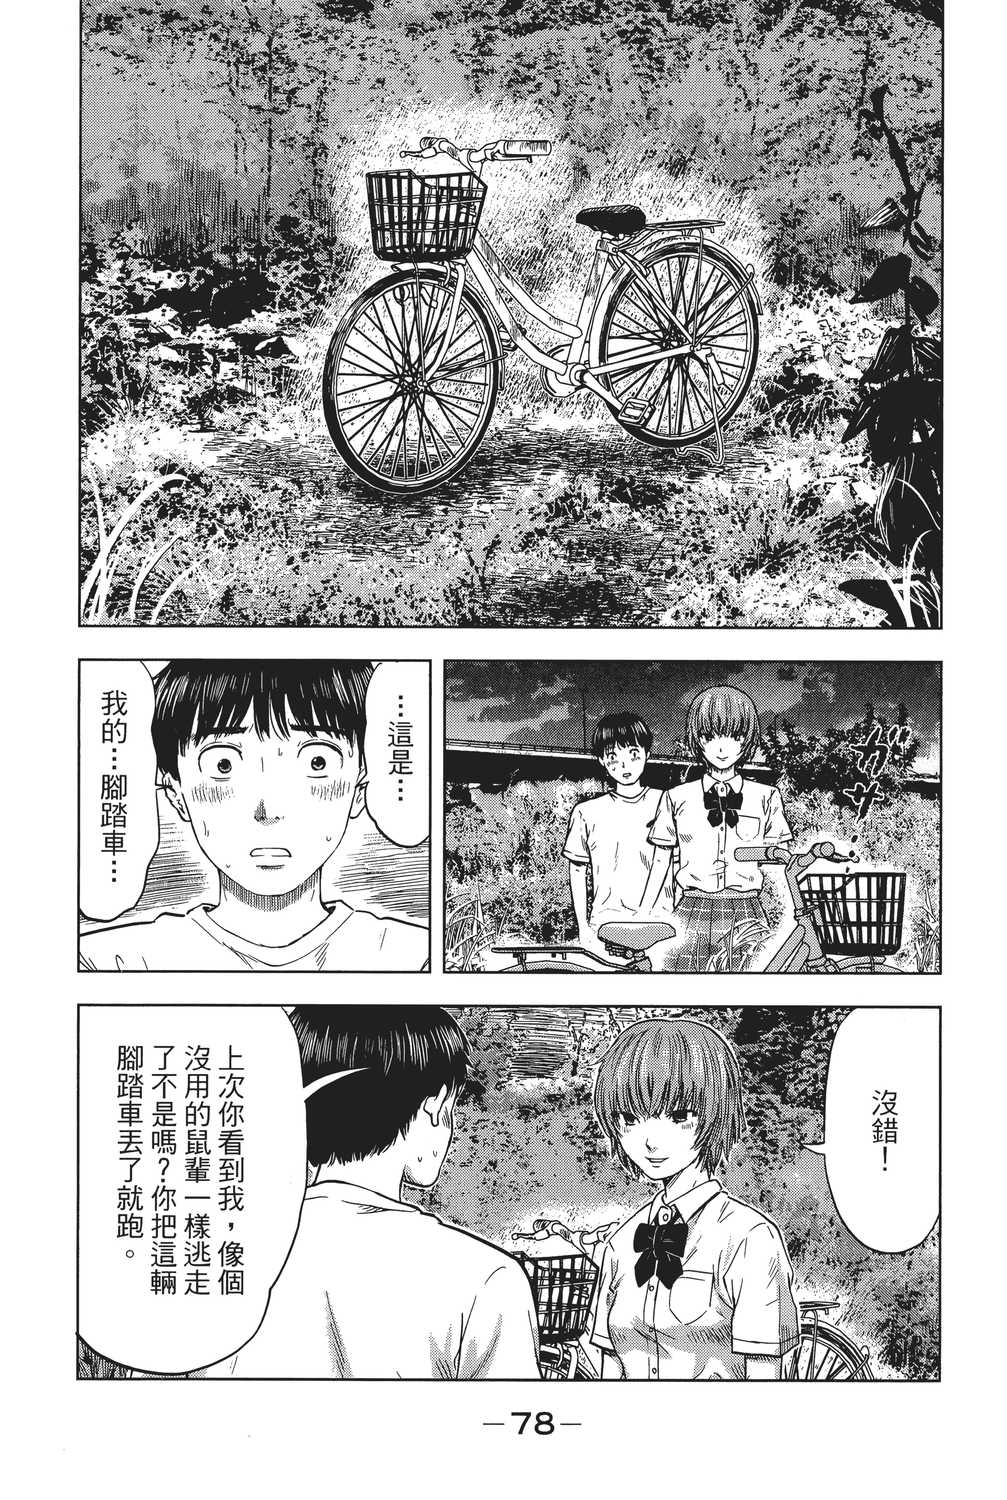 ガサ
…這是…
我的…腳踏車…
沒錯！
上次你看到我，像個
沒用的鼠輩一樣逃走
了不是嗎？你把這輛
腳踏車丟了就跑。
—78—